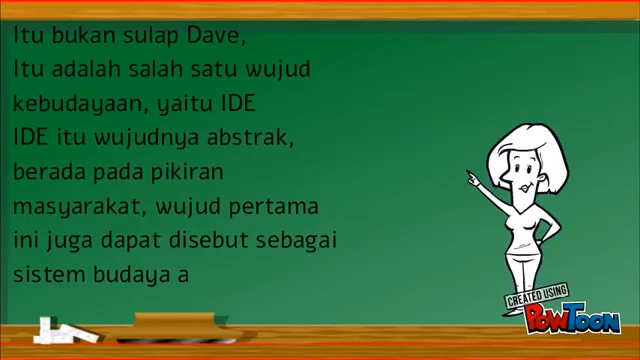 Itu bukan sulap Dave,
Itu adalah salah satu wujud
kebudayaan, yaitu IDE
IDE itu wujudnya abstrak,
berada pada pikiran
masyarakat, wujud pertama
ini juga dapat disebut sebagai
sistem budaya a
CREATED USING
POWTOON